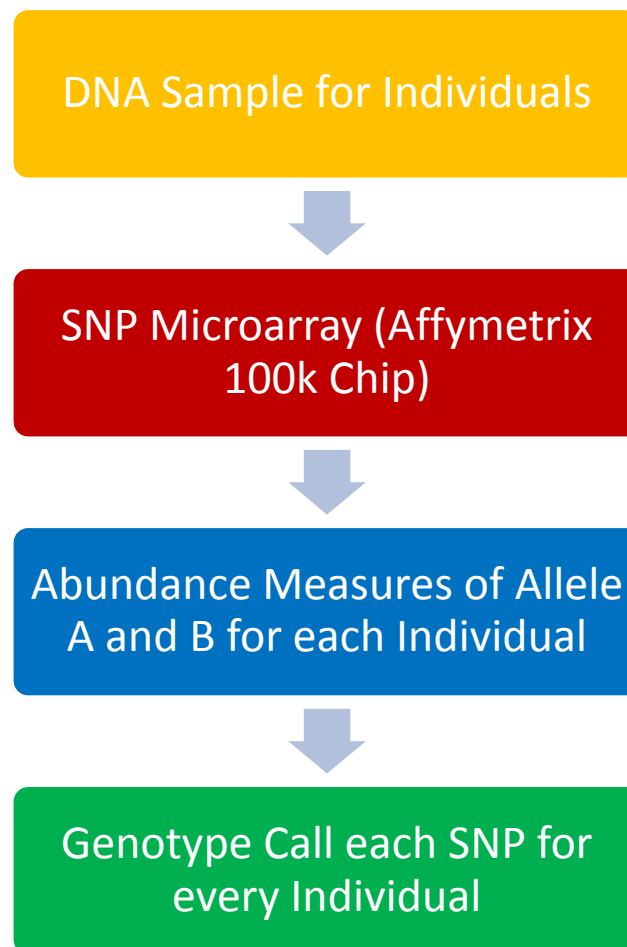 DNA Sample for Individuals
SNP Microarray (Affymetrix
100k Chip)
Abundance Measures of Allele
A and B for each Individual
Genotype Call each SNP for
every Individual